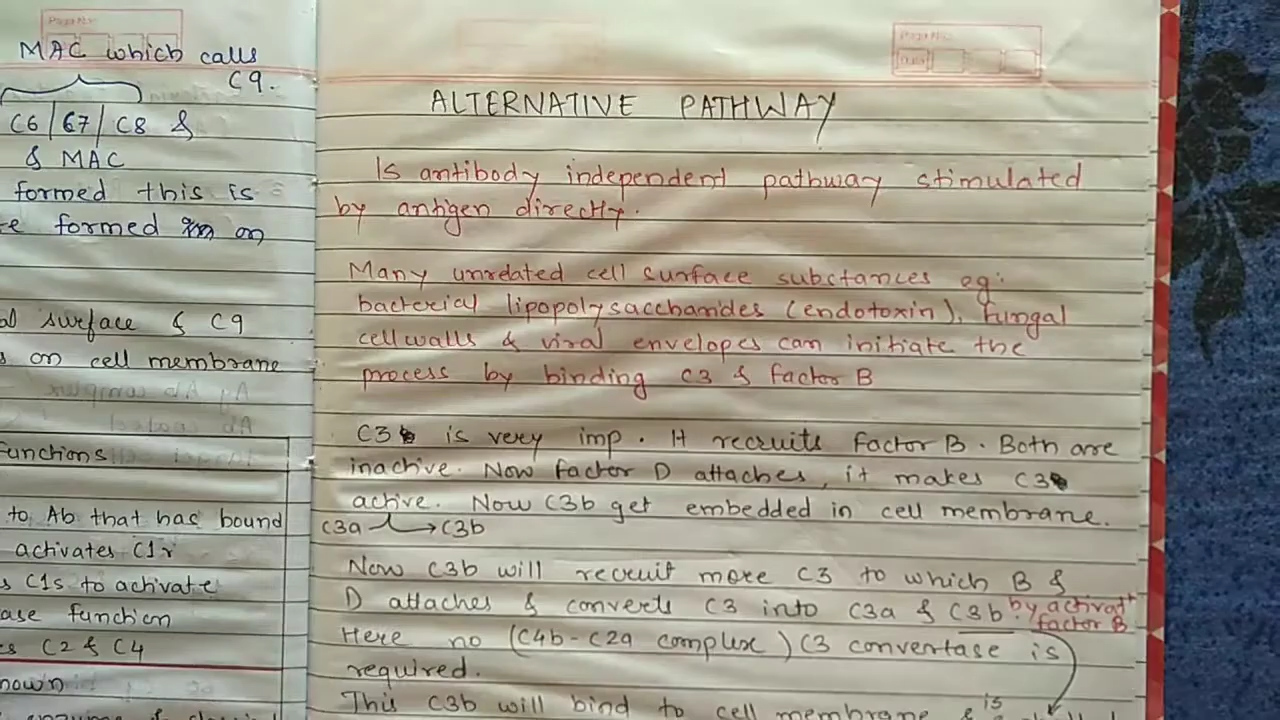 MAC which calls
C9.
C6/67/C8 &
& MAC
formed this is
formed on
surface & C9
on cell membrane
Functions
to Ab that has bound
activates C1r
C1s to activate
function
C2 & C4
ALTERNATIVE PATHWAY
Is antibody independent pathway stimulated
by antigen directly.
Many unrelated cell surface substances eg:
bacterial lipopolysaccharides (endotoxin), fungal
cell walls & viral envelopes can initiate the
process by binding C3 & factor B
C3 is very imp. It recruits factor B. Both are
inactive. Now factor D attaches, it makes C3
active. Now C3b get embedded in cell membrane.
C3a → C3b
Now C3b will recruit more C3 to which B &
D attaches & converts C3 into C3a & C3b. by activatn factor B
Here no (C4b-C2a complex) C3 convertase is
required.
This C3b will bind to cell membrane & is